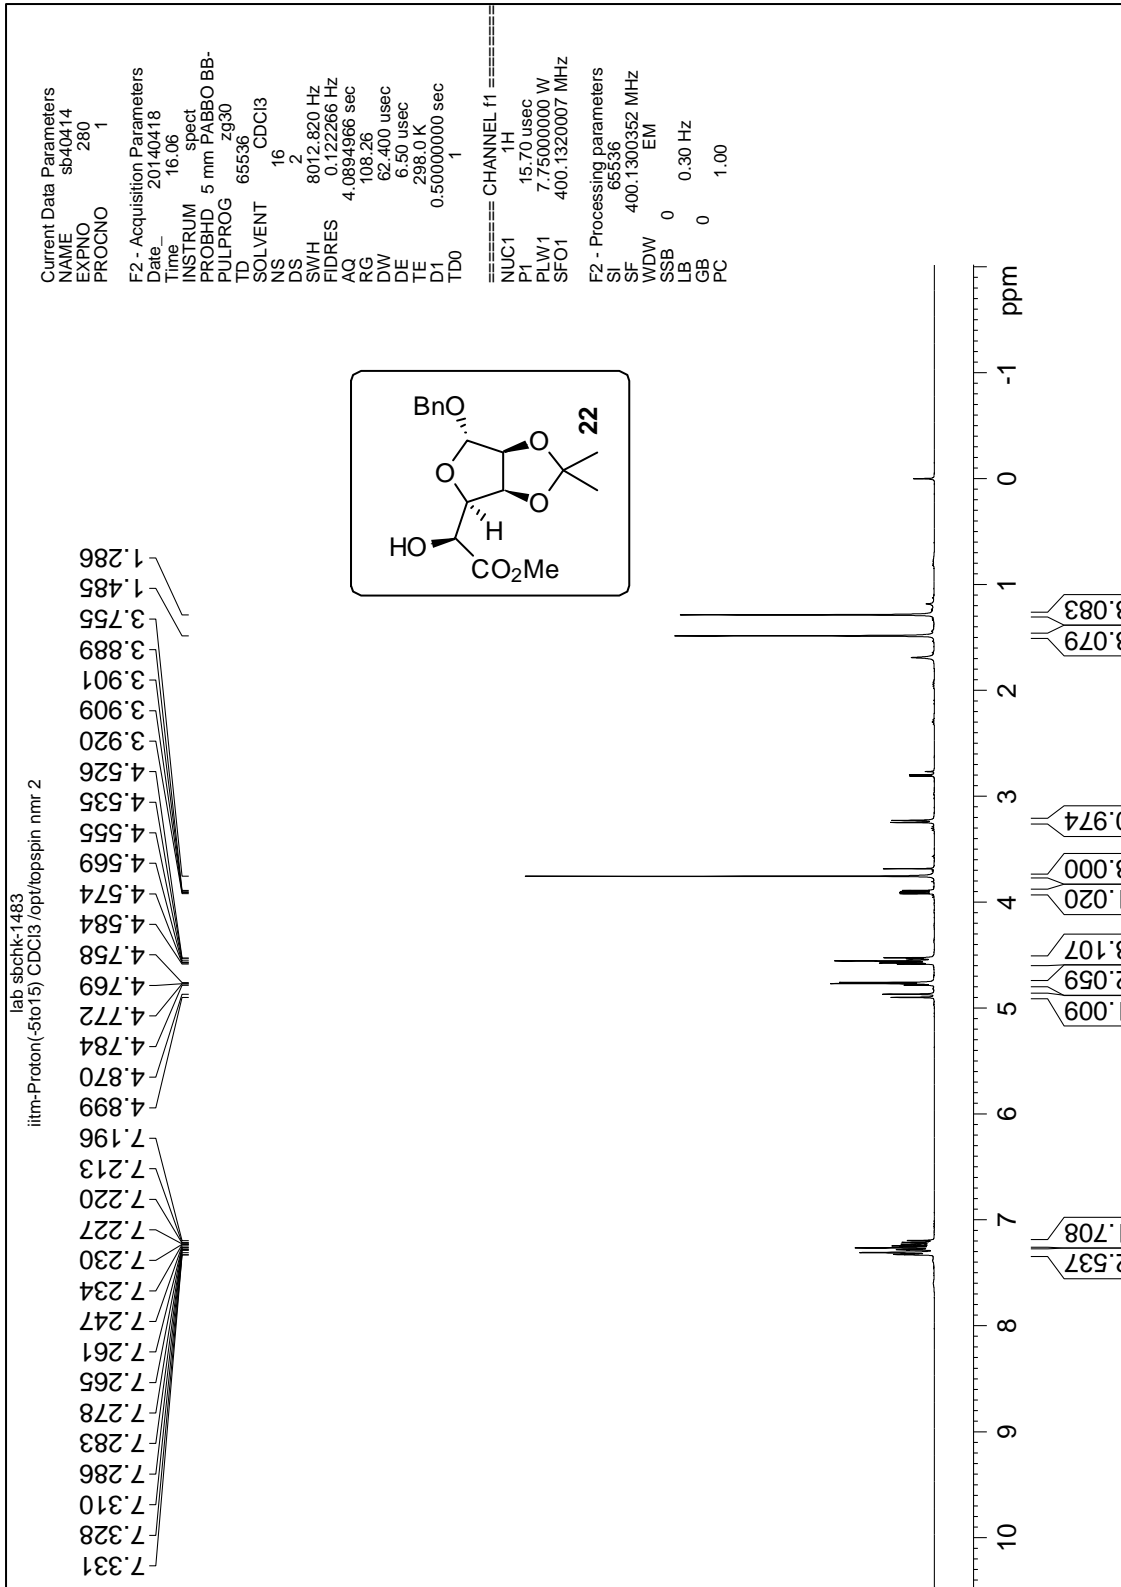 lab sbchk-1483
iitm-Proton(-5to15) CDCl3 /opt/topspin nmr 2
7.331
7.328
7.310
7.286
7.283
7.278
7.265
7.261
7.247
7.234
7.230
7.227
7.220
7.213
7.196
4.899
4.870
4.784
4.772
4.769
4.758
4.584
4.574
4.569
4.555
4.535
4.526
3.920
3.909
3.901
3.889
3.755
1.485
1.286
BnO
O
O
O
22
H
HO
CO2Me
Current Data Parameters
NAME sb40414
EXPNO 280
PROCNO 1
F2 - Acquisition Parameters
Date_ 20140418
Time 16.06
INSTRUM spect
PROBHD 5 mm PABBO BB-
PULPROG zg30
TD 65536
SOLVENT CDCl3
NS 16
DS 2
SWH 8012.820 Hz
FIDRES 0.122266 Hz
AQ 4.0894966 sec
RG 108.26
DW 62.400 usec
DE 6.50 usec
TE 298.0 K
D1 0.50000000 sec
TD0 1
======== CHANNEL f1 ========
NUC1 1H
P1 15.70 usec
PLW1 7.75000000 W
SFO1 400.1320007 MHz
F2 - Processing parameters
SI 65536
SF 400.1300352 MHz
WDW EM
SSB 0
LB 0.30 Hz
GB 0
PC 1.00
10 9 8 7 6 5 4 3 2 1 0 -1 ppm
.537
.708
.009
.059
.107
.020
.000
.974
.079
.083